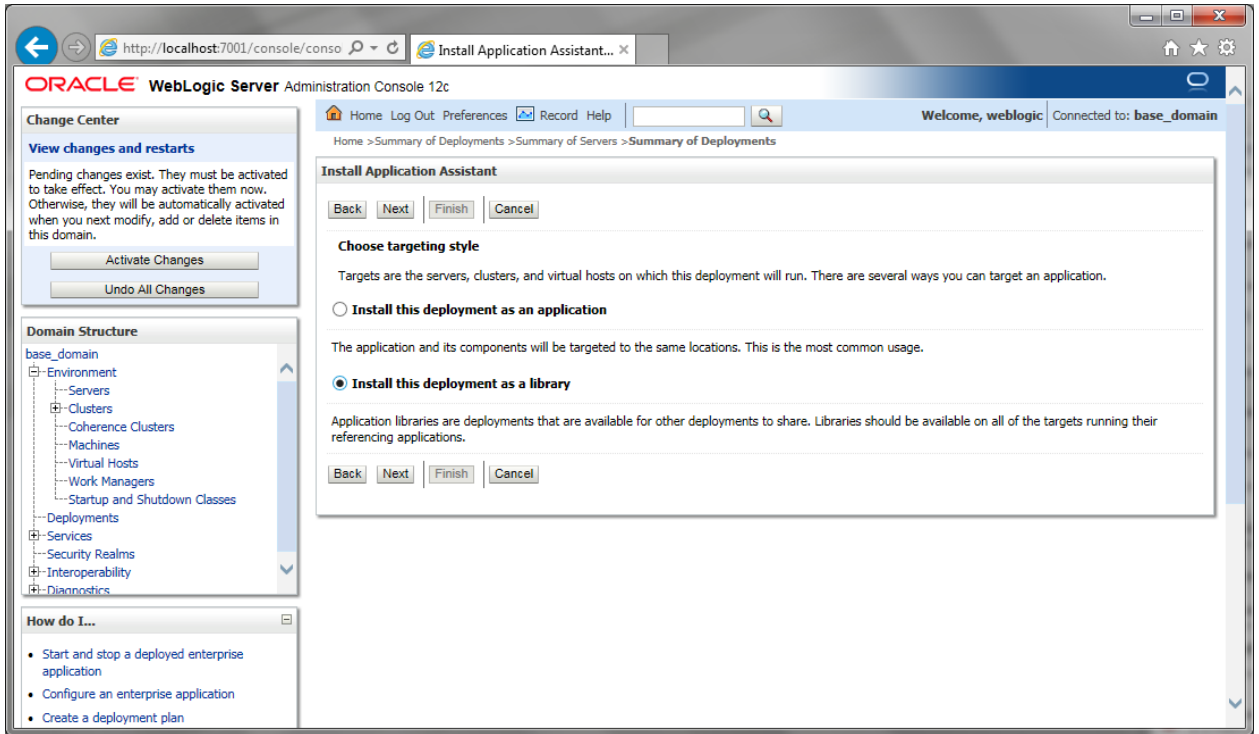 http://localhost:7001/console/conso
Install Application Assistant...
ORACLE WebLogic Server Administration Console 12c
Change Center
View changes and restarts
Pending changes exist. They must be activated
to take effect. You may activate them now.
Otherwise, they will be automatically activated
when you next modify, add or delete items in
this domain.
Activate Changes
Undo All Changes
Domain Structure
base_domain
Environment
Servers
Clusters
Coherence Clusters
Machines
Virtual Hosts
Work Managers
Startup and Shutdown Classes
Deployments
Services
Security Realms
Interoperability
Diagnostics
How do I...
• Start and stop a deployed enterprise
application
• Configure an enterprise application
• Create a deployment plan
Home Log Out Preferences Record Help
Welcome, weblogic Connected to: base_domain
Home >Summary of Deployments >Summary of Servers >Summary of Deployments
Install Application Assistant
Back Next Finish Cancel
Choose targeting style
Targets are the servers, clusters, and virtual hosts on which this deployment will run. There are several ways you can target an application.
Install this deployment as an application
The application and its components will be targeted to the same locations. This is the most common usage.
Install this deployment as a library
Application libraries are deployments that are available for other deployments to share. Libraries should be available on all of the targets running their
referencing applications.
Back Next Finish Cancel